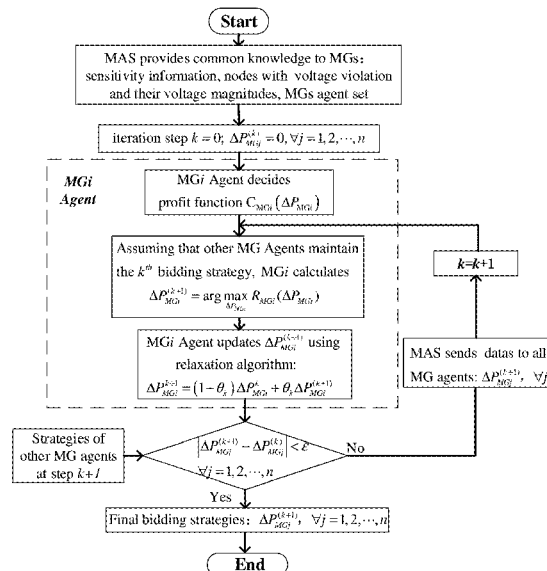 Start
MAS provides common knowledge to MGs:
sensitivity information, nodes with voltage violation
and their voltage magnitudes, MGs agent set
iteration step k=0; ΔP_{MGj}^{(k)}=0, ∀j=1,2,⋯,n
MGi
Agent
MGi Agent decides
profit function C_{MGi}(ΔP_{MGi})
Assuming that other MG Agents maintain
the k^{th} bidding strategy, MGi calculates
ΔP_{MGi}^{(k+1)} = arg max_{ΔP_{MGi}} R_{MGi}(ΔP_{MGi})
MGi Agent updates ΔP_{MGi}^{(k+1)} using
relaxation algorithm:
ΔP_{MGi}^{k+1} = (1−θ_k)ΔP_{MGi}^{k} + θ_k ΔP_{MGi}^{(k+1)}
k=k+1
MAS sends datas to all
MG agents: ΔP_{MGj}^{(k+1)}, ∀j
Strategies of
other MG agents
at step k+1
|ΔP_{MGj}^{(k+1)} − ΔP_{MGj}^{(k)}| < ε
∀j=1,2,⋯,n
No
Yes
Final bidding strategies: ΔP_{MGj}^{(k+1)}, ∀j=1,2,⋯,n
End